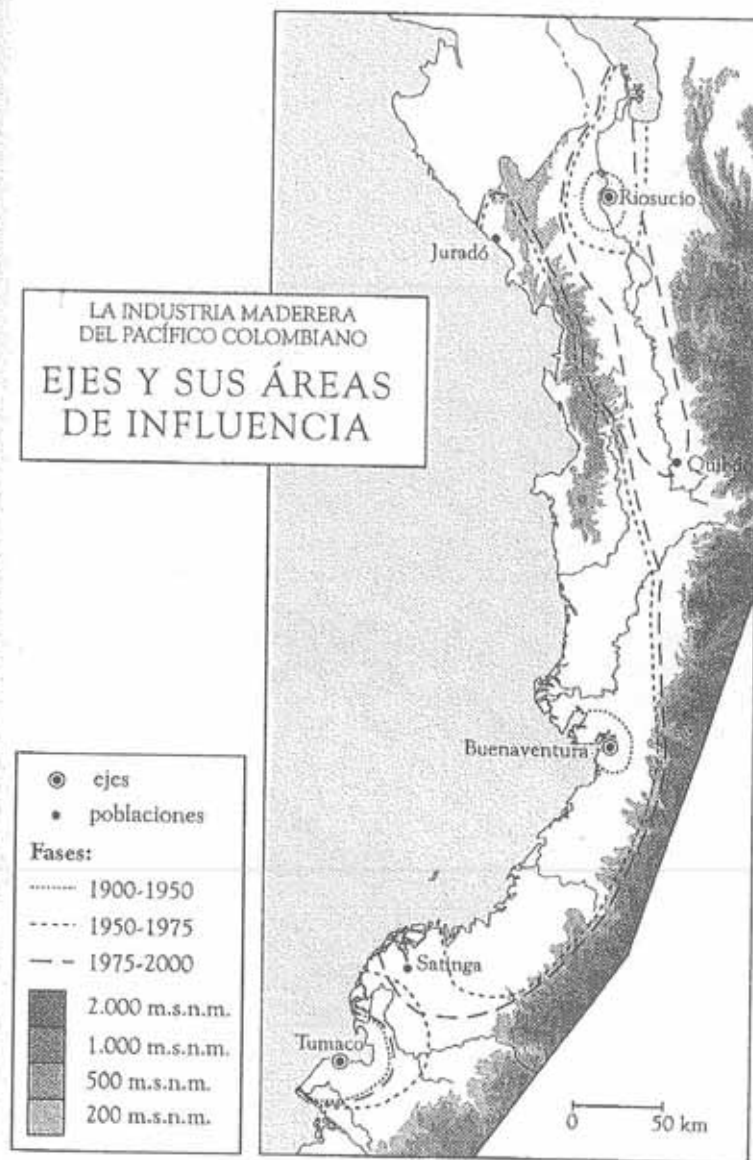 LA INDUSTRIA MADERERA
DEL PACÍFICO COLOMBIANO
EJES Y SUS ÁREAS
DE INFLUENCIA
Riosucio
Juradó
Quibdó
Buenaventura
Satinga
Tumaco
ejes
poblaciones
Fases:
1900-1950
1950-1975
1975-2000
2.000 m.s.n.m.
1.000 m.s.n.m.
500 m.s.n.m.
200 m.s.n.m.
0 50 km